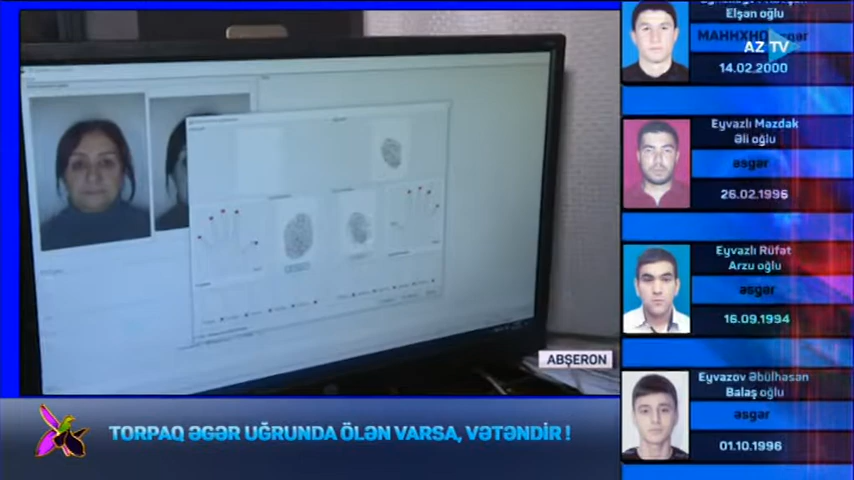 Elşən oğlu
AZ TV
14.02.2000
Eyvazlı Məzdək
Əli oğlu
əsgər
26.02.1996
Eyvazlı Rüfət
Arzu oğlu
əsgər
16.09.1994
Eyvazov Əbülhəsən
Balaş oğlu
əsgər
01.10.1996
ABŞERON
TORPAQ ƏGƏR UĞRUNDA ÖLƏN VARSA, VƏTƏNDİR !